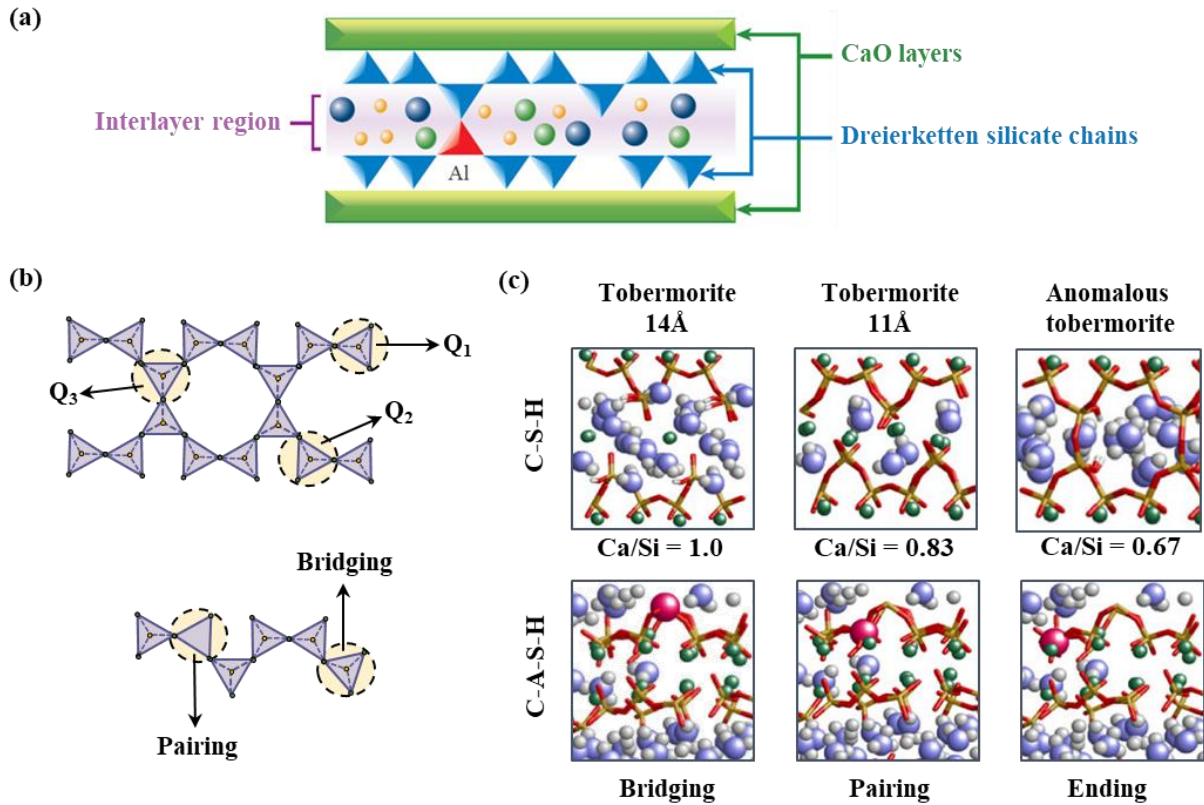 (a)
CaO layers
Interlayer region
Dreierketten silicate chains
Al
(b)
Q₁
Q₃
Q₂
Bridging
Pairing
(c)
Tobermorite
14Å
Tobermorite
11Å
Anomalous
tobermorite
C-S-H
Ca/Si = 1.0
Ca/Si = 0.83
Ca/Si = 0.67
C-A-S-H
Bridging
Pairing
Ending